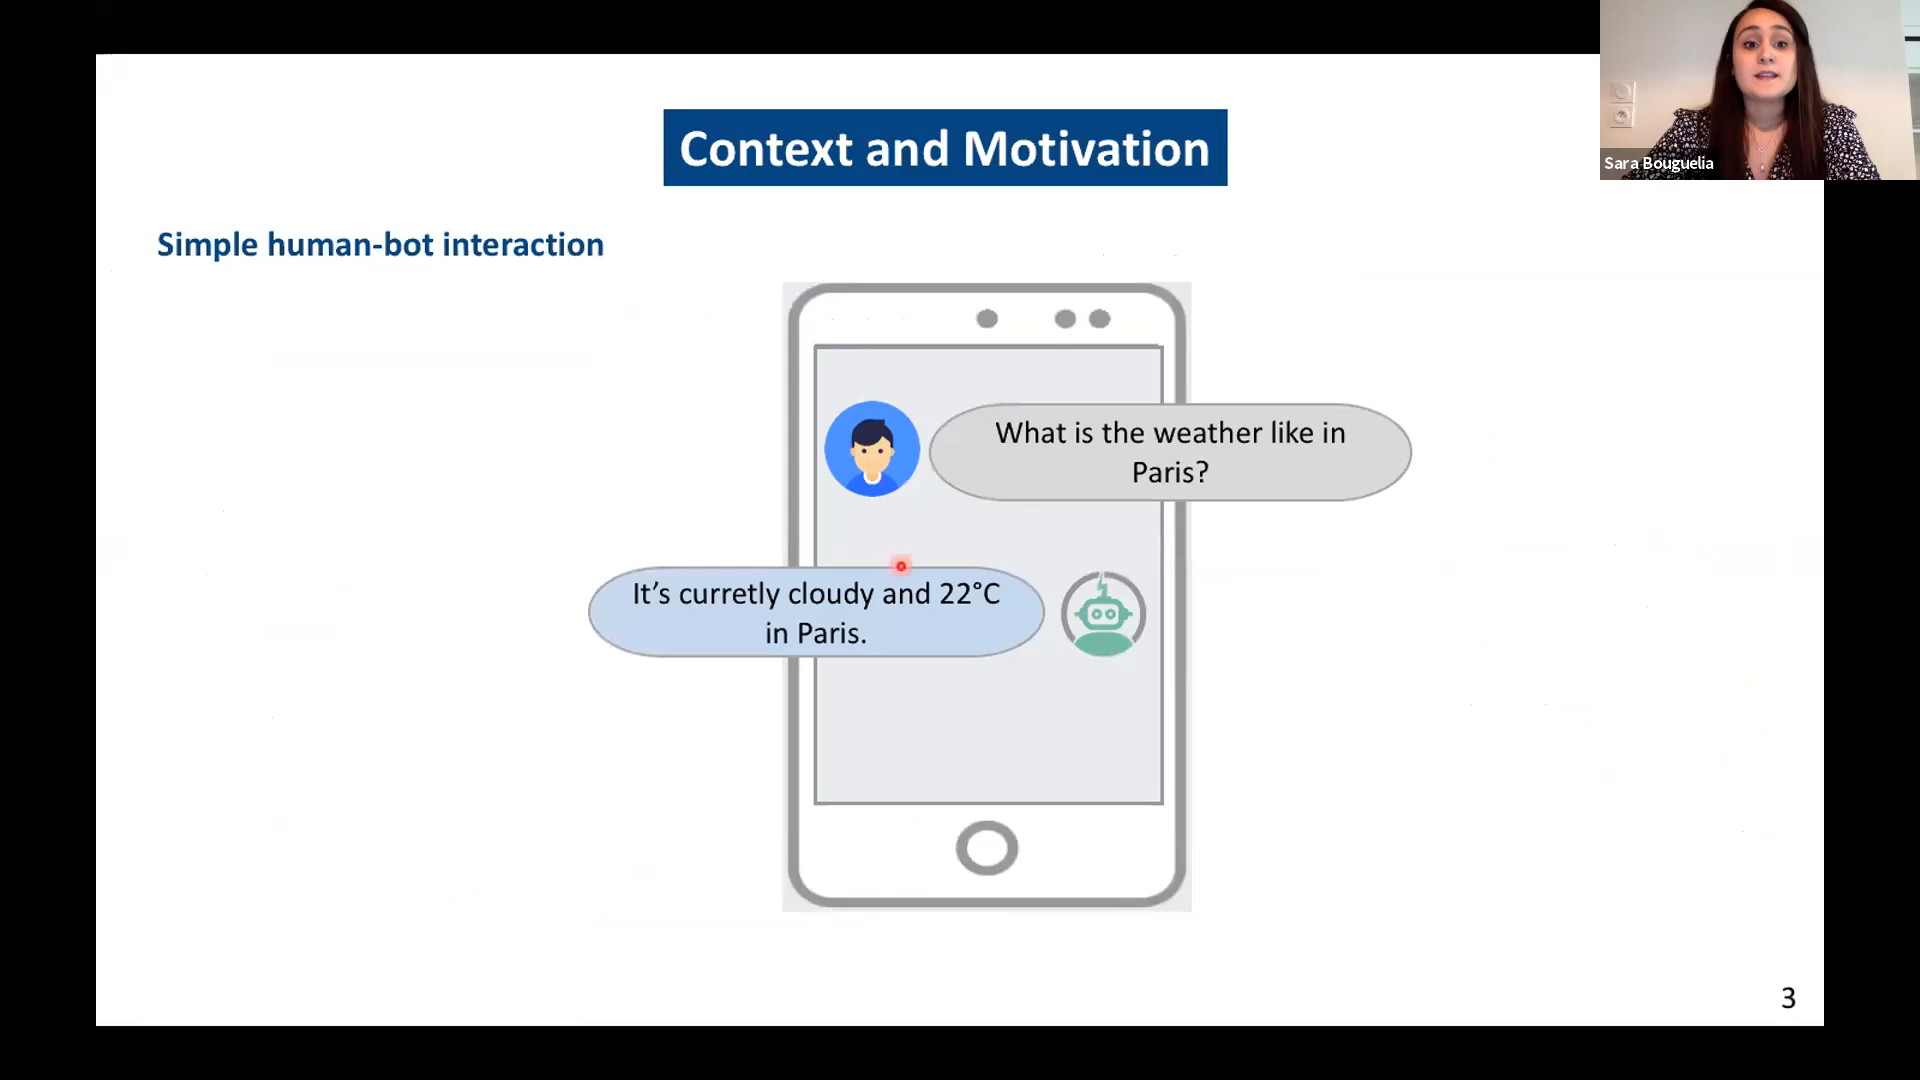 Context and Motivation
Sara Bouguelia
Simple human-bot interaction
What is the weather like in
Paris?
It's curretly cloudy and 22°C
in Paris.
3